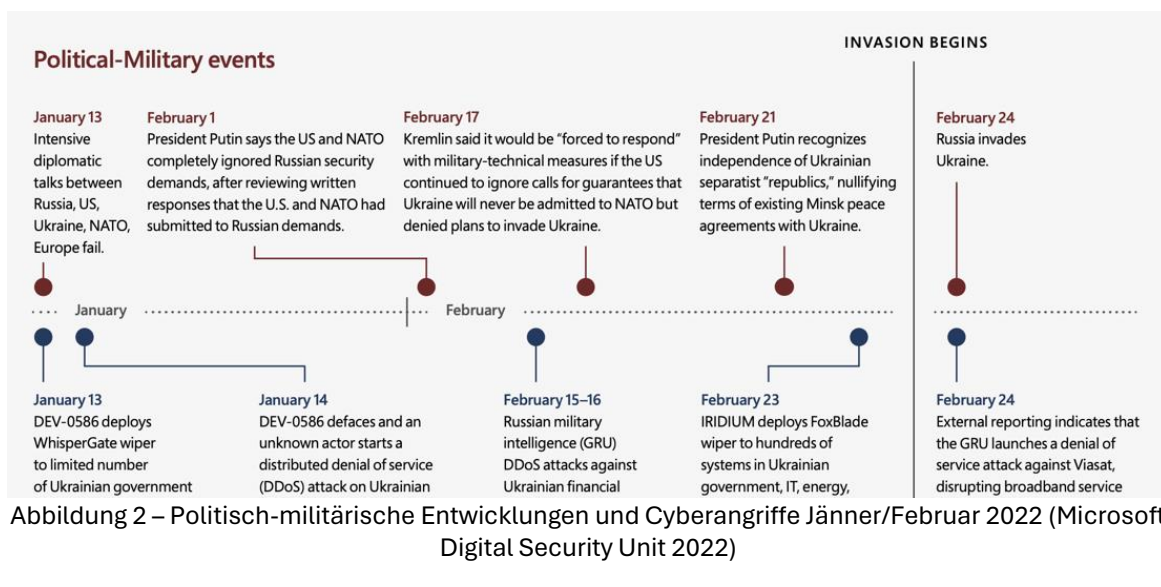 INVASION BEGINS
Political-Military events
January 13
Intensive
diplomatic
talks between
Russia, US,
Ukraine, NATO,
Europe fail.
February 1
President Putin says the US and NATO
completely ignored Russian security
demands, after reviewing written
responses that the U.S. and NATO had
submitted to Russian demands.
February 17
Kremlin said it would be “forced to respond”
with military-technical measures if the US
continued to ignore calls for guarantees that
Ukraine will never be admitted to NATO but
denied plans to invade Ukraine.
February 21
President Putin recognizes
independence of Ukrainian
separatist “republics,” nullifying
terms of existing Minsk peace
agreements with Ukraine.
February 24
Russia invades
Ukraine.
January
February
January 13
DEV-0586 deploys
WhisperGate wiper
to limited number
of Ukrainian government
January 14
DEV-0586 defaces and an
unknown actor starts a
distributed denial of service
(DDoS) attack on Ukrainian
February 15–16
Russian military
intelligence (GRU)
DDoS attacks against
Ukrainian financial
February 23
IRIDIUM deploys FoxBlade
wiper to hundreds of
systems in Ukrainian
government, IT, energy,
February 24
External reporting indicates that
the GRU launches a denial of
service attack against Viasat,
disrupting broadband service
Abbildung 2 – Politisch-militärische Entwicklungen und Cyberangriffe Jänner/Februar 2022 (Microsoft
Digital Security Unit 2022)